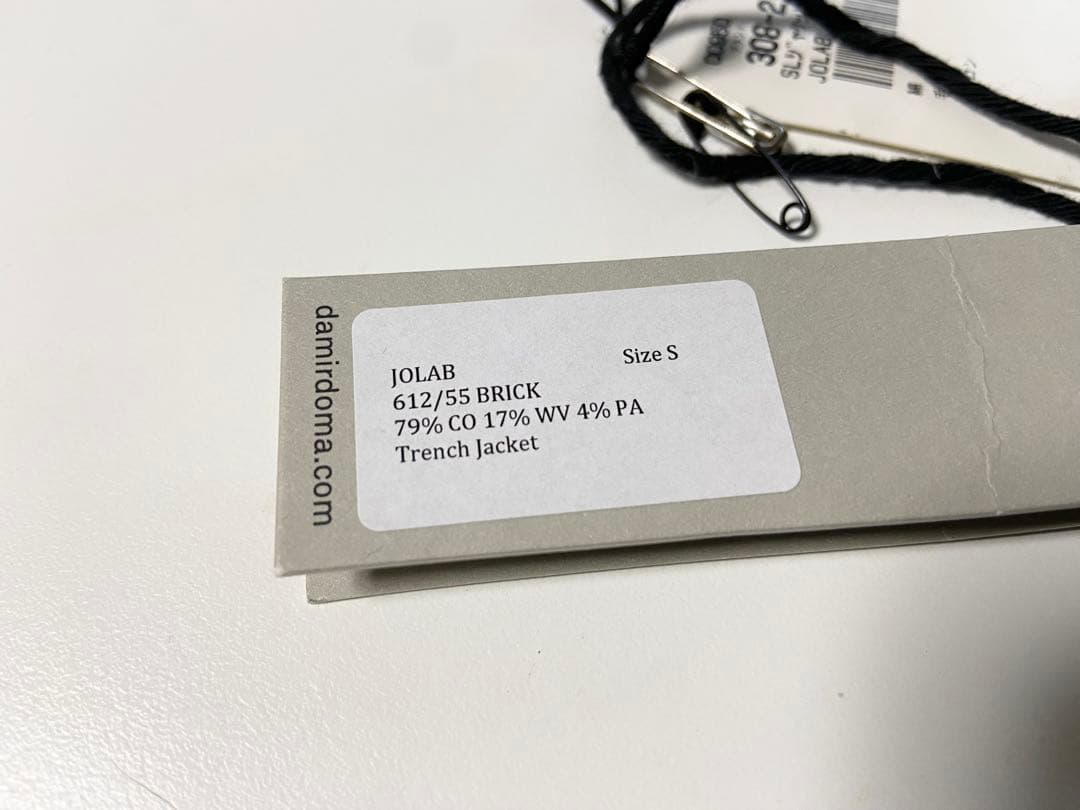 damirdoma.com
JOLAB
Size S
612/55 BRICK
79% CO 17% WV 4% PA
Trench Jacket
308-2
JOLAB